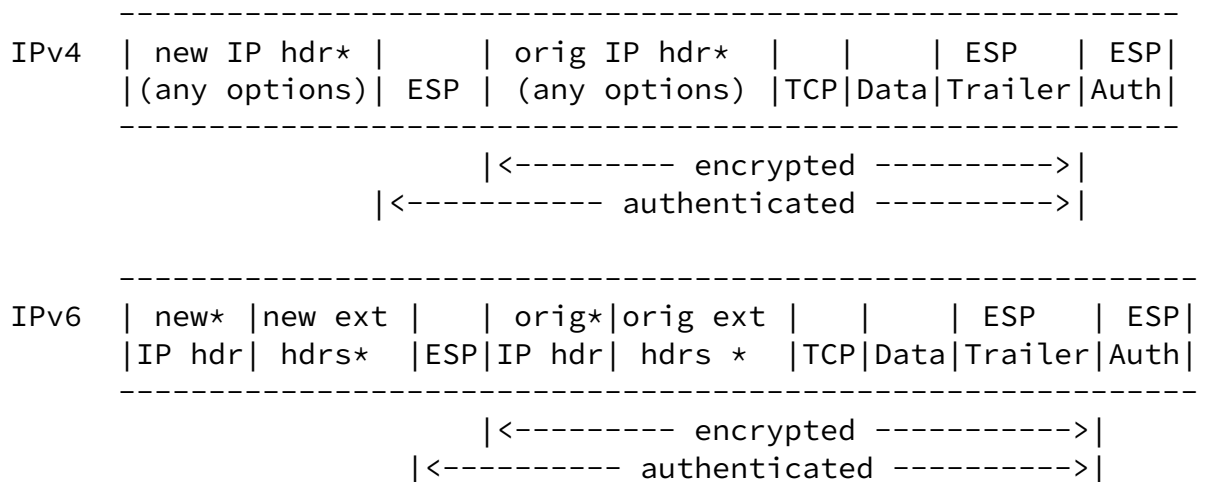 -----------------------------------------------------------
IPv4  | new IP hdr* |     | orig IP hdr*  |   |    | ESP   | ESP|
      |(any options)| ESP | (any options) |TCP|Data|Trailer|Auth|
      -----------------------------------------------------------
                          |<--------- encrypted ---------->|
                    |<----------- authenticated ---------->|
      ------------------------------------------------------------
IPv6  | new* |new ext |   | orig*|orig ext |   |    | ESP   | ESP|
      |IP hdr| hdrs*  |ESP|IP hdr| hdrs *  |TCP|Data|Trailer|Auth|
      ------------------------------------------------------------
                          |<--------- encrypted ----------->|
                      |<---------- authenticated ---------->|